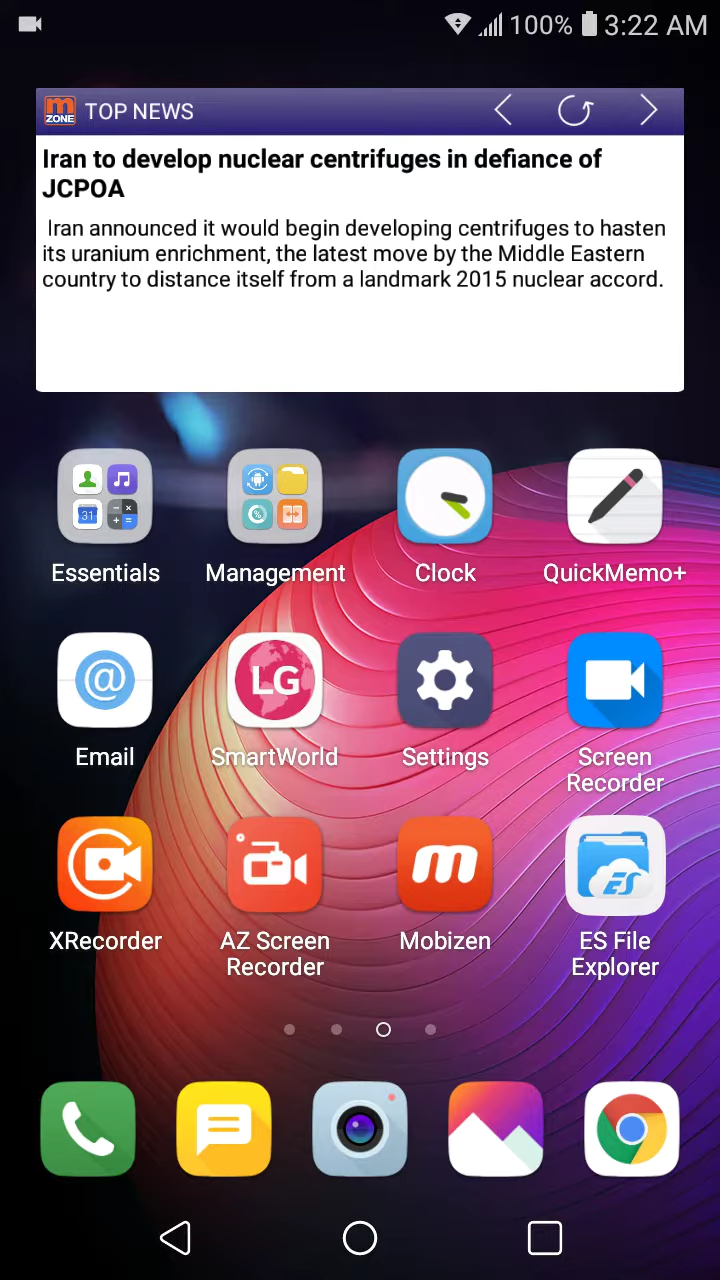 100% 3:22 AM
m ZONE TOP NEWS
Iran to develop nuclear centrifuges in defiance of
JCPOA
Iran announced it would begin developing centrifuges to hasten
its uranium enrichment, the latest move by the Middle Eastern
country to distance itself from a landmark 2015 nuclear accord.
31
%
Essentials Management Clock QuickMemo+
@ LG
Email SmartWorld Settings Screen
Recorder
m ES
XRecorder AZ Screen
Recorder Mobizen ES File
Explorer